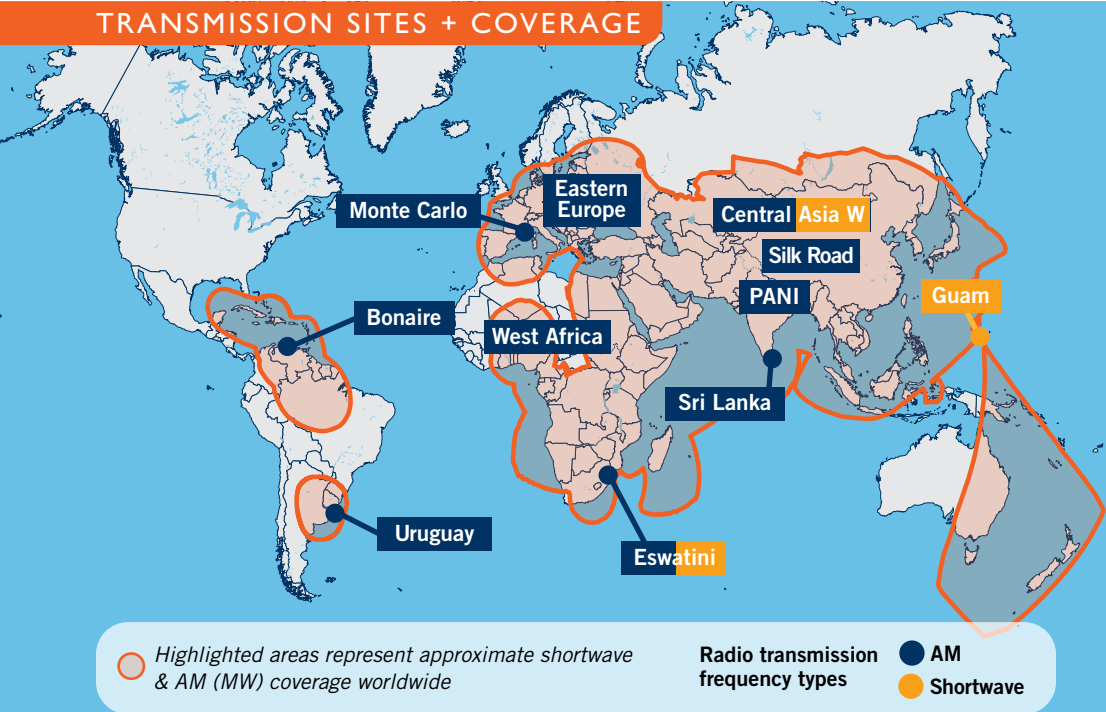 TRANSMISSION SITES + COVERAGE
Eastern
Europe
Monte Carlo
Central Asia W
Silk Road
PANI
Guam
Bonaire
West Africa
Sri Lanka
Uruguay
Eswatini
Highlighted areas represent approximate shortwave
& AM (MW) coverage worldwide
Radio transmission
frequency types
AM
Shortwave